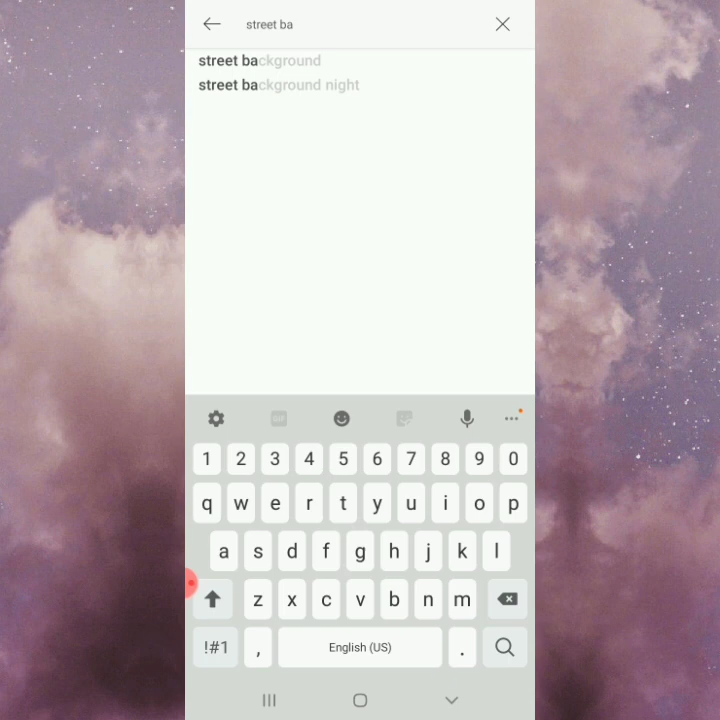 street ba
street background
street background night
GIF
1 2 3 4 5 6 7 8 9 0
q w e r t y u i o p
a s d f g h j k l
z x c v b n m
!#1 , English (US) .